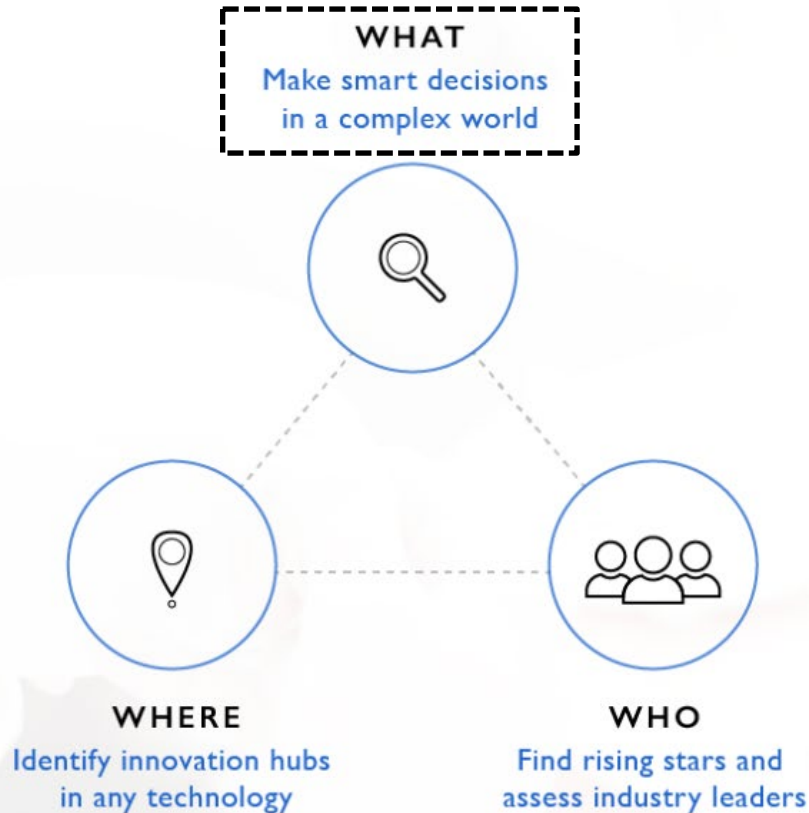 WHAT
Make smart decisions
in a complex world
WHERE
Identify innovation hubs
in any technology
WHO
Find rising stars and
assess industry leaders